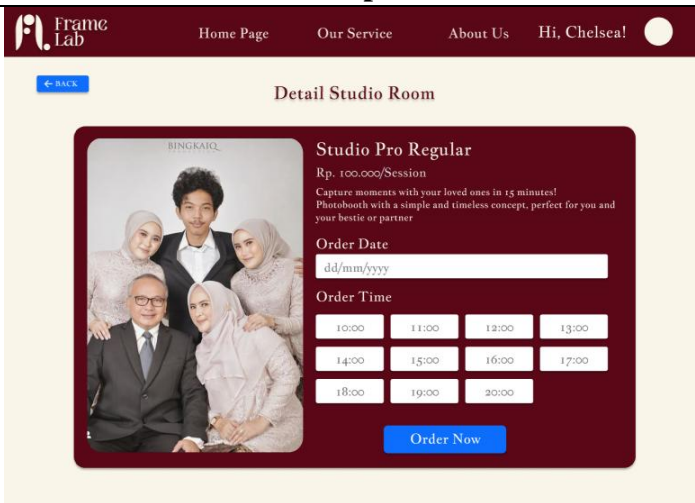 Frame
Lab
Home Page
Our Service
About Us
Hi, Chelsea!
← BACK
Detail Studio Room
BINGKAIQ
Studio Pro Regular
Rp. 100.000/Session
Capture moments with your loved ones in 15 minutes!
Photobooth with a simple and timeless concept, perfect for you and
your bestie or partner
Order Date
dd/mm/yyyy
Order Time
10:00
11:00
12:00
13:00
14:00
15:00
16:00
17:00
18:00
19:00
20:00
Order Now